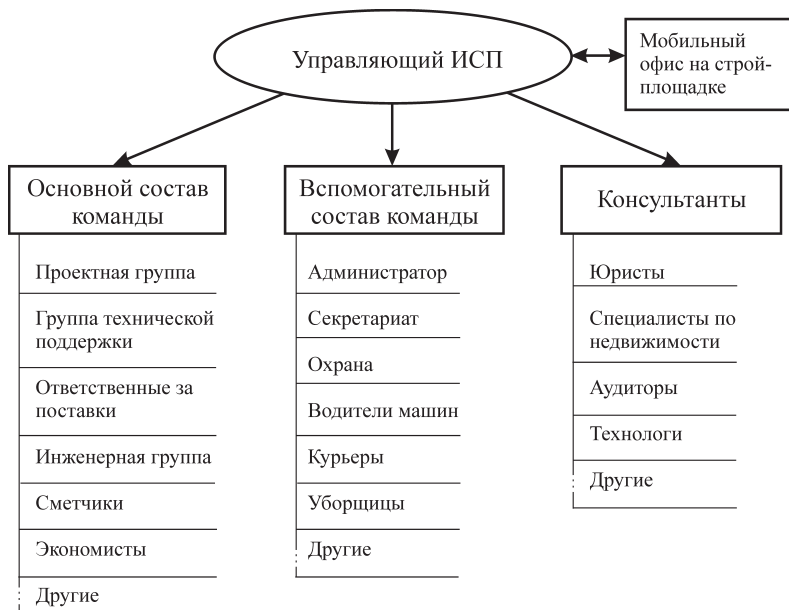 Управляющий ИСП
Мобильный
офис на строй-
площадке
Основной состав
команды
Проектная группа
Группа технической
поддержки
Ответственные за
поставки
Инженерная группа
Сметчики
Экономисты
Другие
Вспомогательный
состав команды
Администратор
Секретариат
Охрана
Водители машин
Курьеры
Уборщицы
Другие
Консультанты
Юристы
Специалисты по
недвижимости
Аудиторы
Технологи
Другие